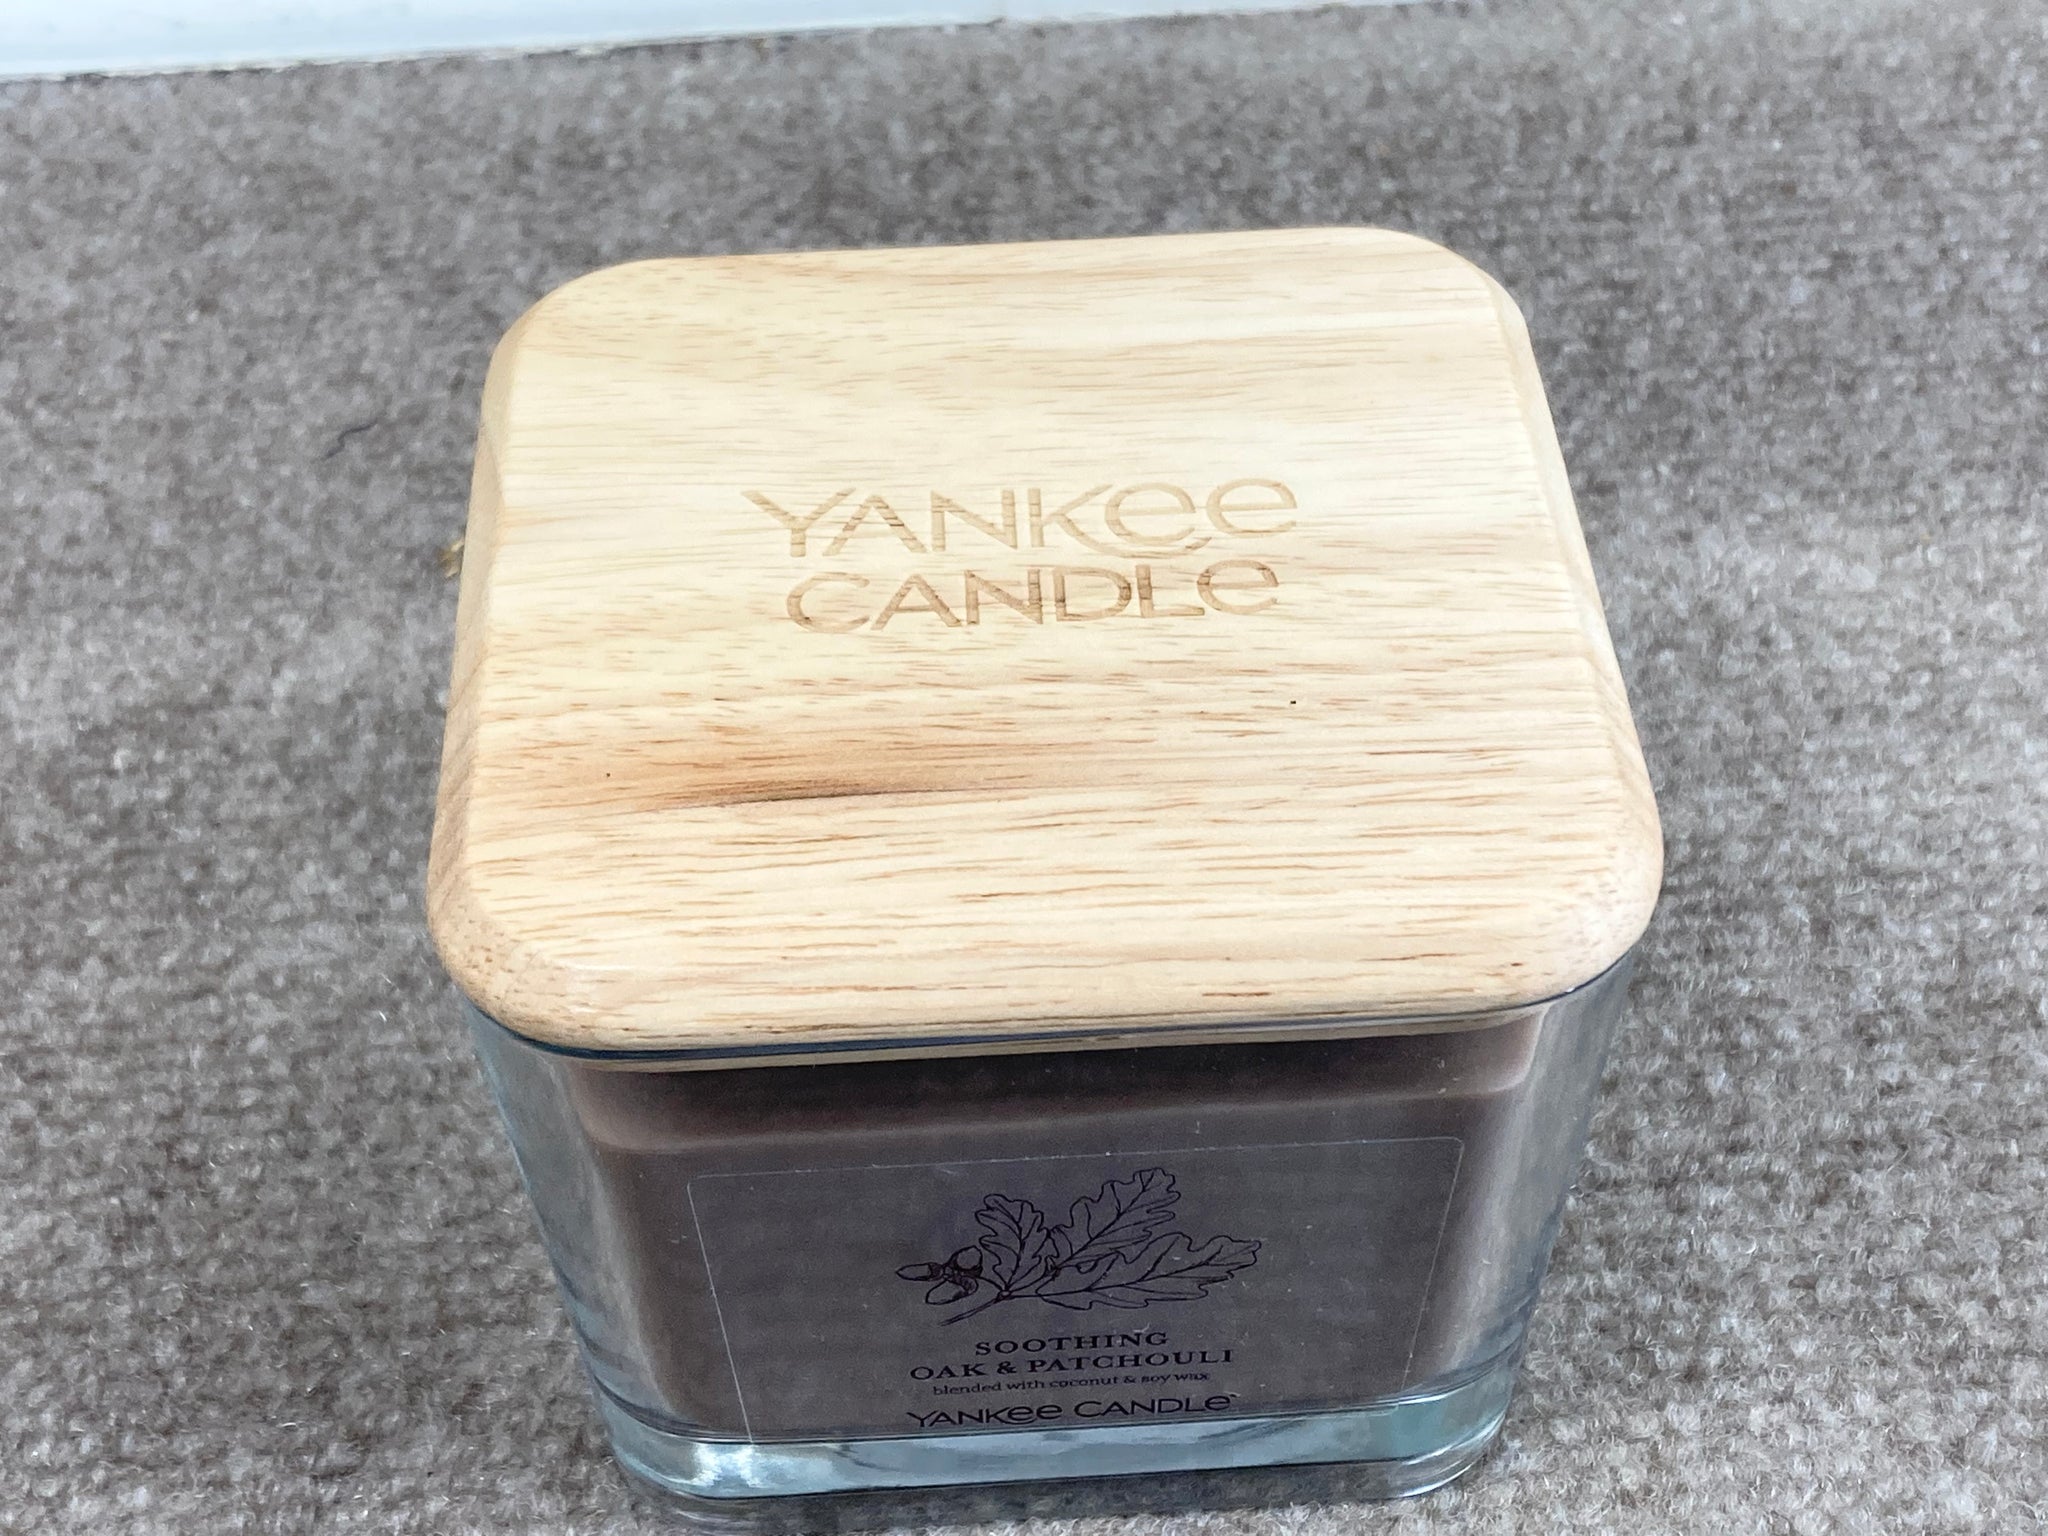 YANKEE
CANDLE
SOOTHING
OAK & PATCHOULI
blended with coconut & soy wax
YANKEE CANDLE